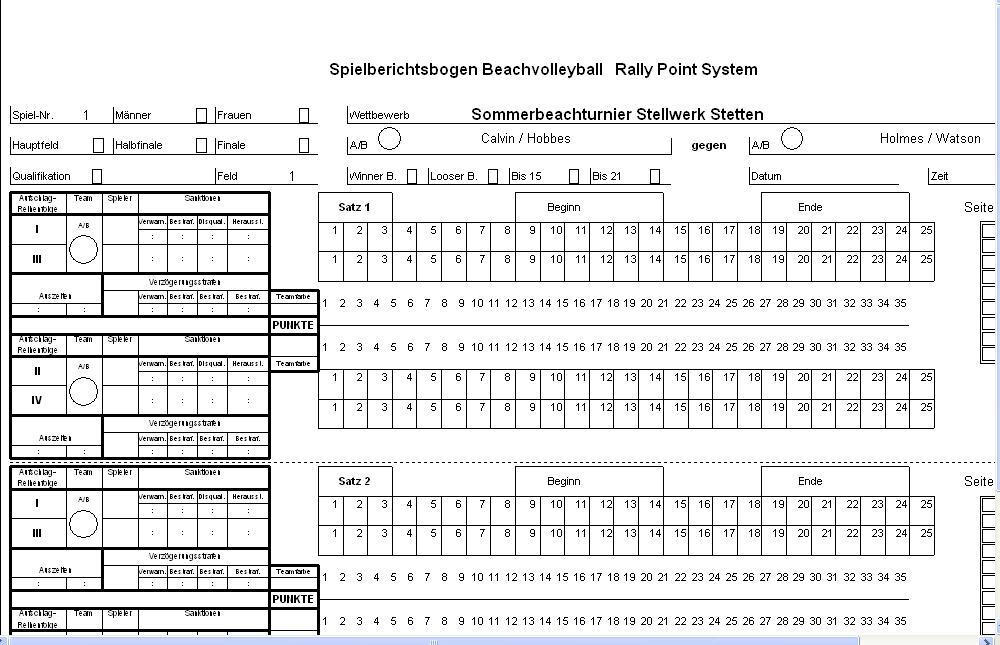 Spielberichtsbogen Beachvolleyball Rally Point System
Spiel-Nr. 1 Männer Frauen Wettbewerb Sommerbeachturnier Stellwerk Stetten
Hauptfeld Halbfinale Finale A/B Calvin / Hobbes gegen A/B Holmes / Watson
Qualifikation Feld 1 Winner B. Looser B. Bis 15 Bis 21 Datum Zeit
Aufschlag- Team Spieler Sanktionen Satz 1 Beginn Ende Seite
Reihenfolge
I A/B Verwarn. Bestraf. Disqual. Herausst. 1 2 3 4 5 6 7 8 9 10 11 12 13 14 15 16 17 18 19 20 21 22 23 24 25
: : : :
III : : : : 1 2 3 4 5 6 7 8 9 10 11 12 13 14 15 16 17 18 19 20 21 22 23 24 25
Verzögerungsstrafen
Auszeiten Verwarn. Bestraf. Bestraf. Bestraf. Teamfarbe 1 2 3 4 5 6 7 8 9 10 11 12 13 14 15 16 17 18 19 20 21 22 23 24 25 26 27 28 29 30 31 32 33 34 35
: : : : : :
PUNKTE
Aufschlag- Team Spieler Sanktionen
Reihenfolge 1 2 3 4 5 6 7 8 9 10 11 12 13 14 15 16 17 18 19 20 21 22 23 24 25 26 27 28 29 30 31 32 33 34 35
II A/B Verwarn. Bestraf. Disqual. Herausst. Teamfarbe
: : : : 1 2 3 4 5 6 7 8 9 10 11 12 13 14 15 16 17 18 19 20 21 22 23 24 25
IV : : : : 1 2 3 4 5 6 7 8 9 10 11 12 13 14 15 16 17 18 19 20 21 22 23 24 25
Verzögerungsstrafen
Auszeiten Verwarn. Bestraf. Bestraf. Bestraf.
: : : : : :
Aufschlag- Team Spieler Sanktionen Satz 2 Beginn Ende Seite
Reihenfolge
I A/B Verwarn. Bestraf. Disqual. Herausst. 1 2 3 4 5 6 7 8 9 10 11 12 13 14 15 16 17 18 19 20 21 22 23 24 25
: : : :
III : : : : 1 2 3 4 5 6 7 8 9 10 11 12 13 14 15 16 17 18 19 20 21 22 23 24 25
Verzögerungsstrafen
Auszeiten Verwarn. Bestraf. Bestraf. Bestraf. Teamfarbe 1 2 3 4 5 6 7 8 9 10 11 12 13 14 15 16 17 18 19 20 21 22 23 24 25 26 27 28 29 30 31 32 33 34 35
: : : : : :
PUNKTE
Aufschlag- Team Spieler Sanktionen
Reihenfolge 1 2 3 4 5 6 7 8 9 10 11 12 13 14 15 16 17 18 19 20 21 22 23 24 25 26 27 28 29 30 31 32 33 34 35